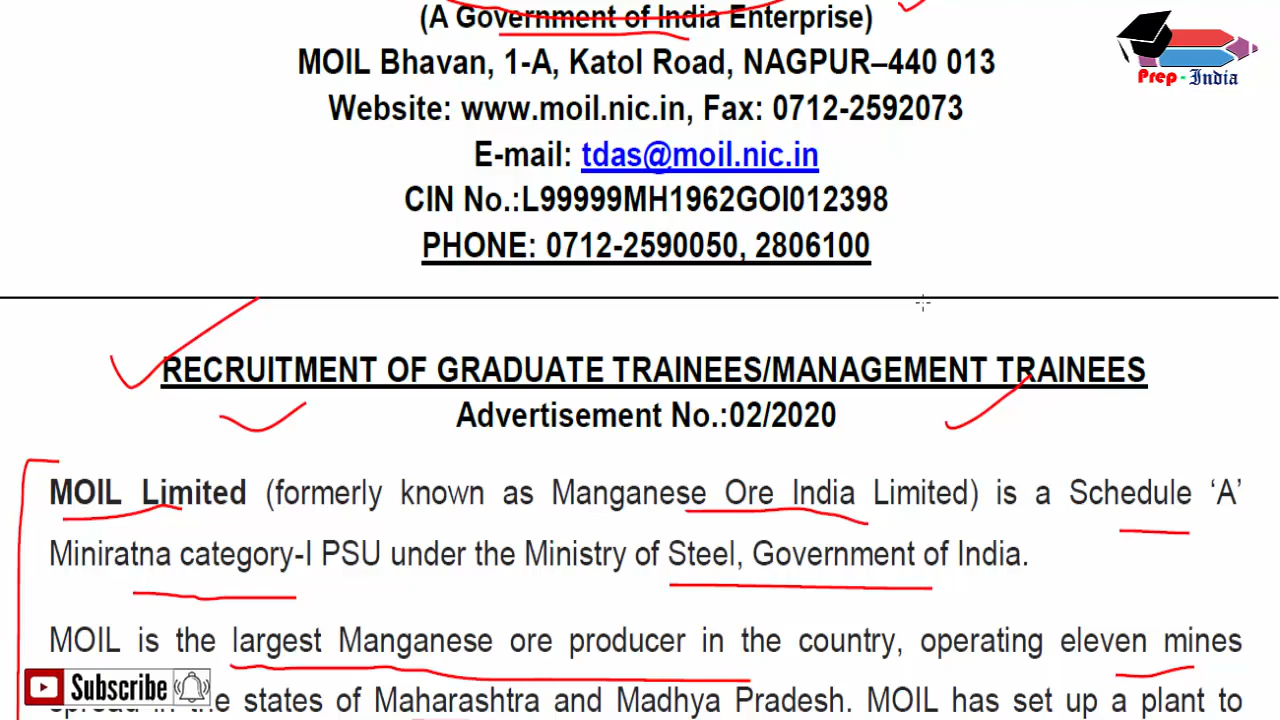 (A Government of India Enterprise)
MOIL Bhavan, 1-A, Katol Road, NAGPUR–440 013
Website: www.moil.nic.in, Fax: 0712-2592073
E-mail: tdas@moil.nic.in
CIN No.:L99999MH1962GOI012398
PHONE: 0712-2590050, 2806100
Prep-India
RECRUITMENT OF GRADUATE TRAINEES/MANAGEMENT TRAINEES
Advertisement No.:02/2020
MOIL Limited (formerly known as Manganese Ore India Limited) is a Schedule ‘A’
Miniratna category-I PSU under the Ministry of Steel, Government of India.
MOIL is the largest Manganese ore producer in the country, operating eleven mines
spread in the states of Maharashtra and Madhya Pradesh. MOIL has set up a plant to
Subscribe